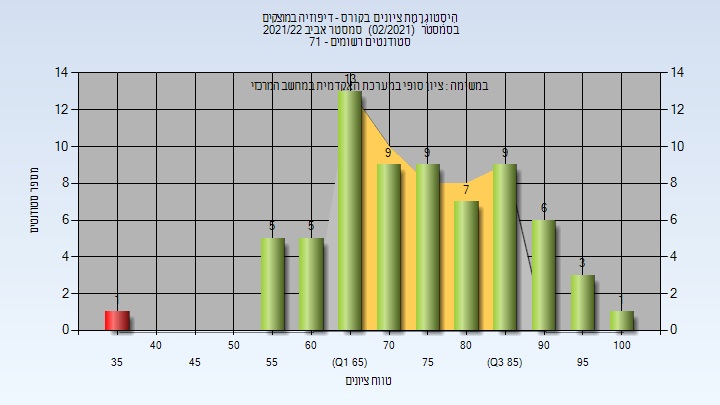 היסטוגרמת ציונים בקורס - דיפוזיה במוצקים
בסמסטר (02/2021) סמסטר אביב 2021/22
סטודנטים רשומים - 71
במשימה : ציון סופי במערכת האקדמית במחשב המרכזי
מספר סטודנטים
14 14
12 12
10 10
8 8
6 6
4 4
2 2
0 0
1 5 5 13 9 9 7 9 6 3 1
40 50 60 70 80 90 100
35 45 55 (Q1 65) 75 (Q3 85) 95
טווח ציונים